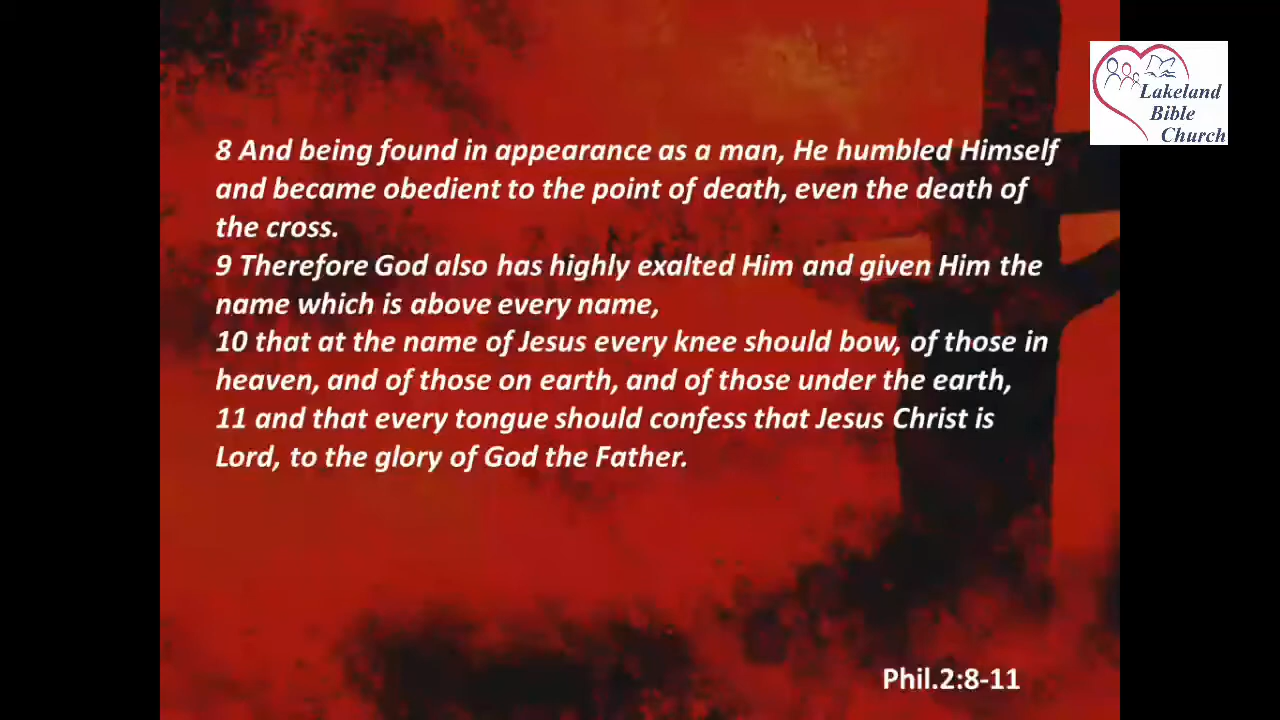 Lakeland
Bible
Church
8 And being found in appearance as a man, He humbled Himself
and became obedient to the point of death, even the death of
the cross.
9 Therefore God also has highly exalted Him and given Him the
name which is above every name,
10 that at the name of Jesus every knee should bow, of those in
heaven, and of those on earth, and of those under the earth,
11 and that every tongue should confess that Jesus Christ is
Lord, to the glory of God the Father.
Phil.2:8-11